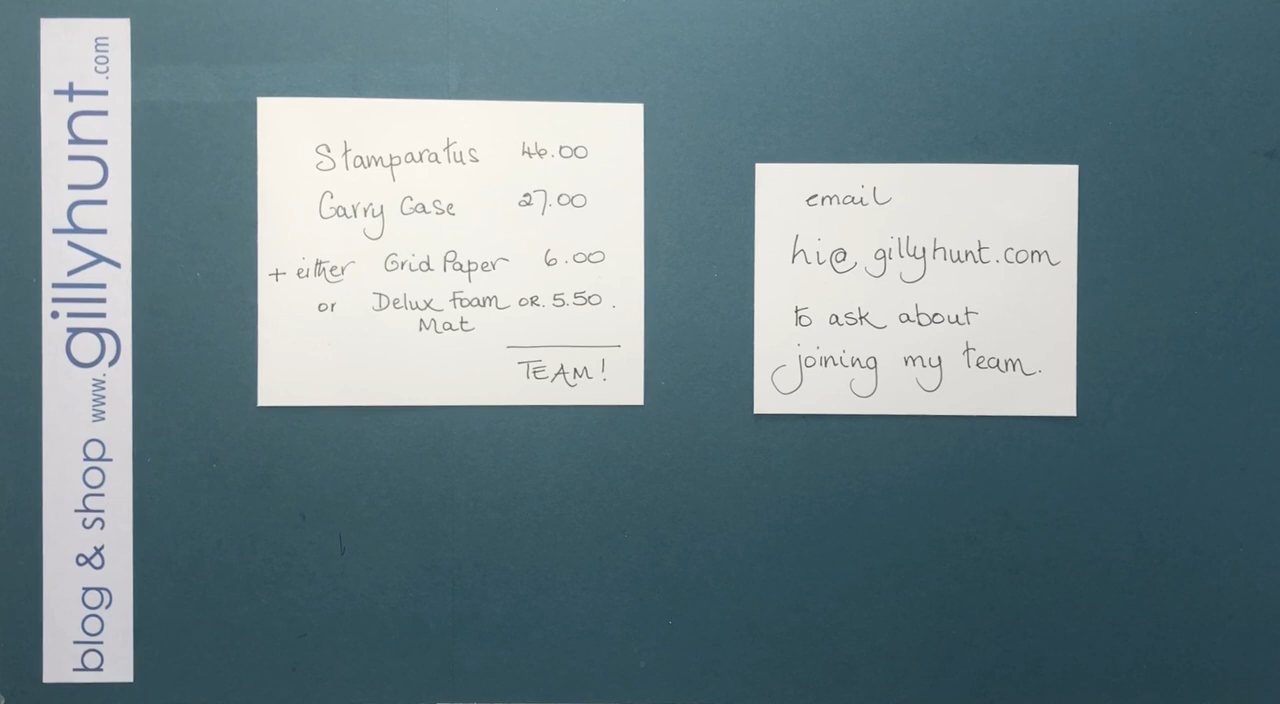 blog & shop www.gillyhunt.com
Stamparatus 46.00
Carry Case 27.00
+ either Grid Paper 6.00
or Delux Foam OR. 5.50.
Mat
TEAM!
email
hi@gillyhunt.com
to ask about
joining my team.